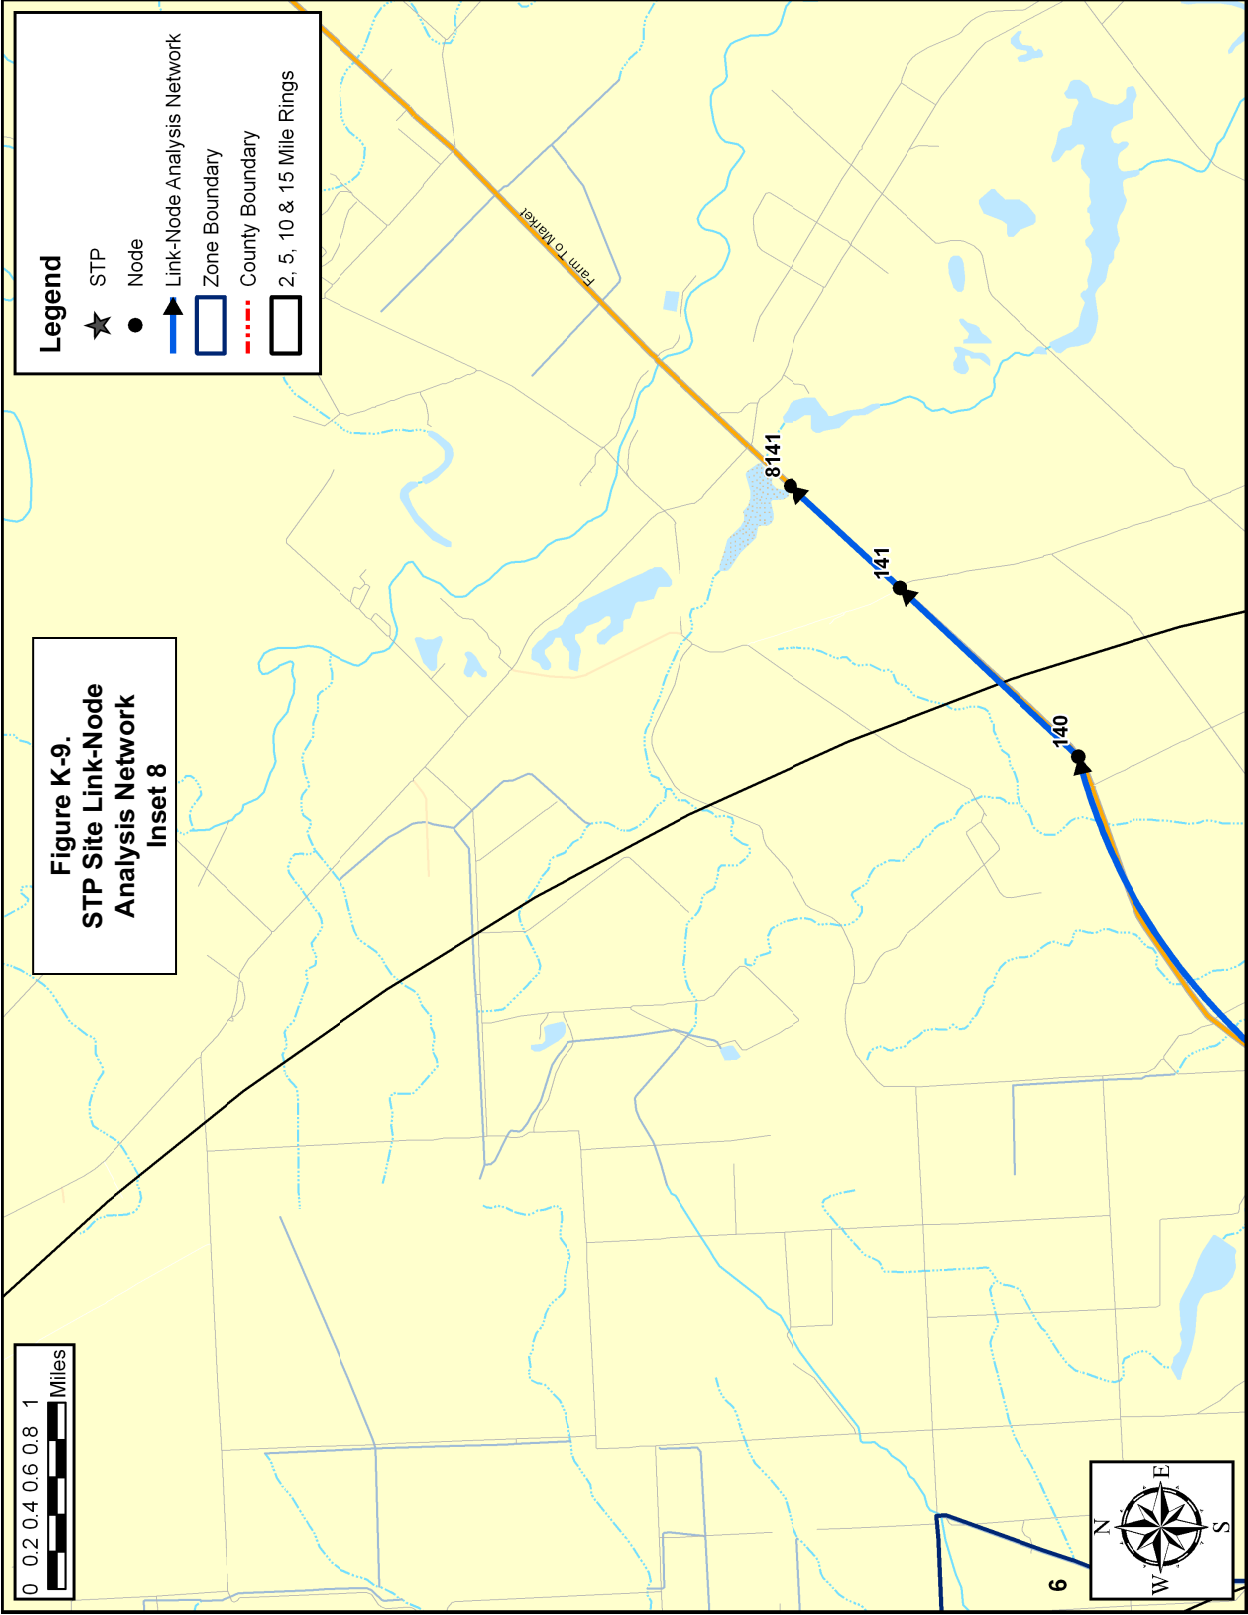 Figure K-9.
STP Site Link-Node
Analysis Network
Inset 8
Legend
STP
Node
Link-Node Analysis Network
Zone Boundary
County Boundary
2, 5, 10 & 15 Mile Rings
Farm To Market
8141
141
140
6
0 0.2 0.4 0.6 0.8 1
Miles
N
W E
S